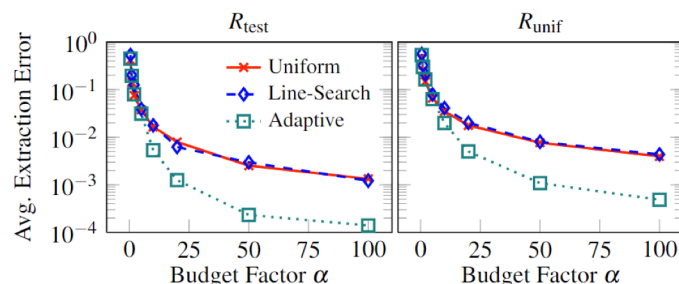 R_test R_unif
Avg. Extraction Error
10^0
10^−1
10^−2
10^−3
10^−4
Uniform
Line-Search
Adaptive
0 25 50 75 100 0 25 50 75 100
Budget Factor α Budget Factor α